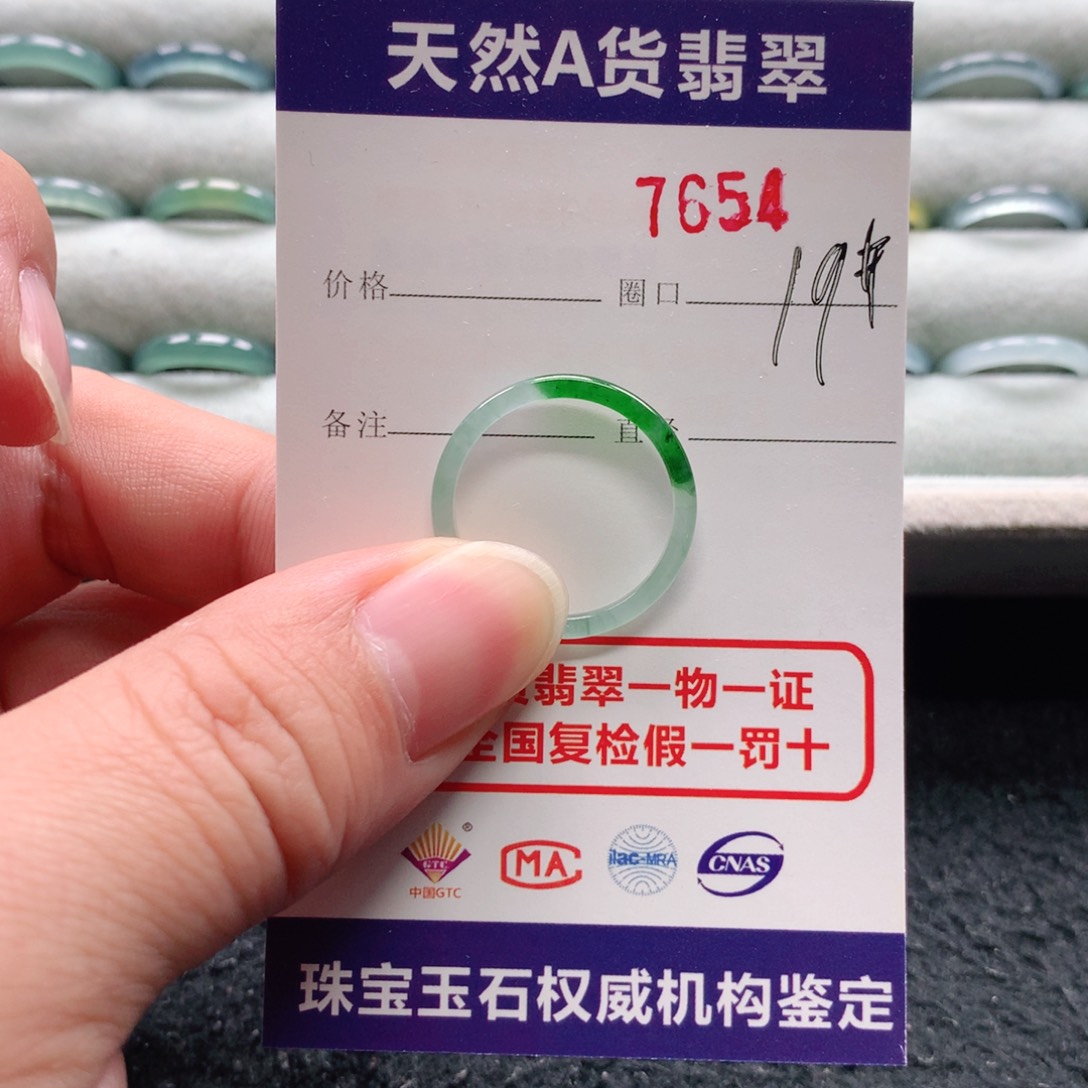 天然A货翡翠
7654
价格 圈口 19
备注 直
翡翠一物一证
全国复检假一罚十
GTC ® MA ilac-MRA CNAS
中国GTC
珠宝玉石权威机构鉴定